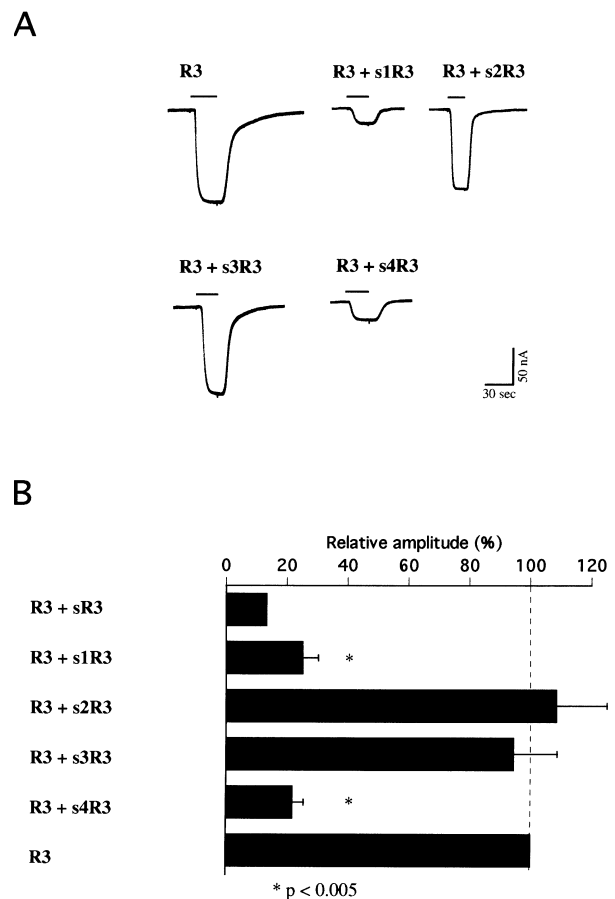 A
R3
R3 + s1R3
R3 + s2R3
R3 + s3R3
R3 + s4R3
50 nA
30 sec
B
Relative amplitude (%)
0 20 40 60 80 100 120
R3 + sR3
R3 + s1R3 *
R3 + s2R3
R3 + s3R3
R3 + s4R3 *
R3
* p < 0.005